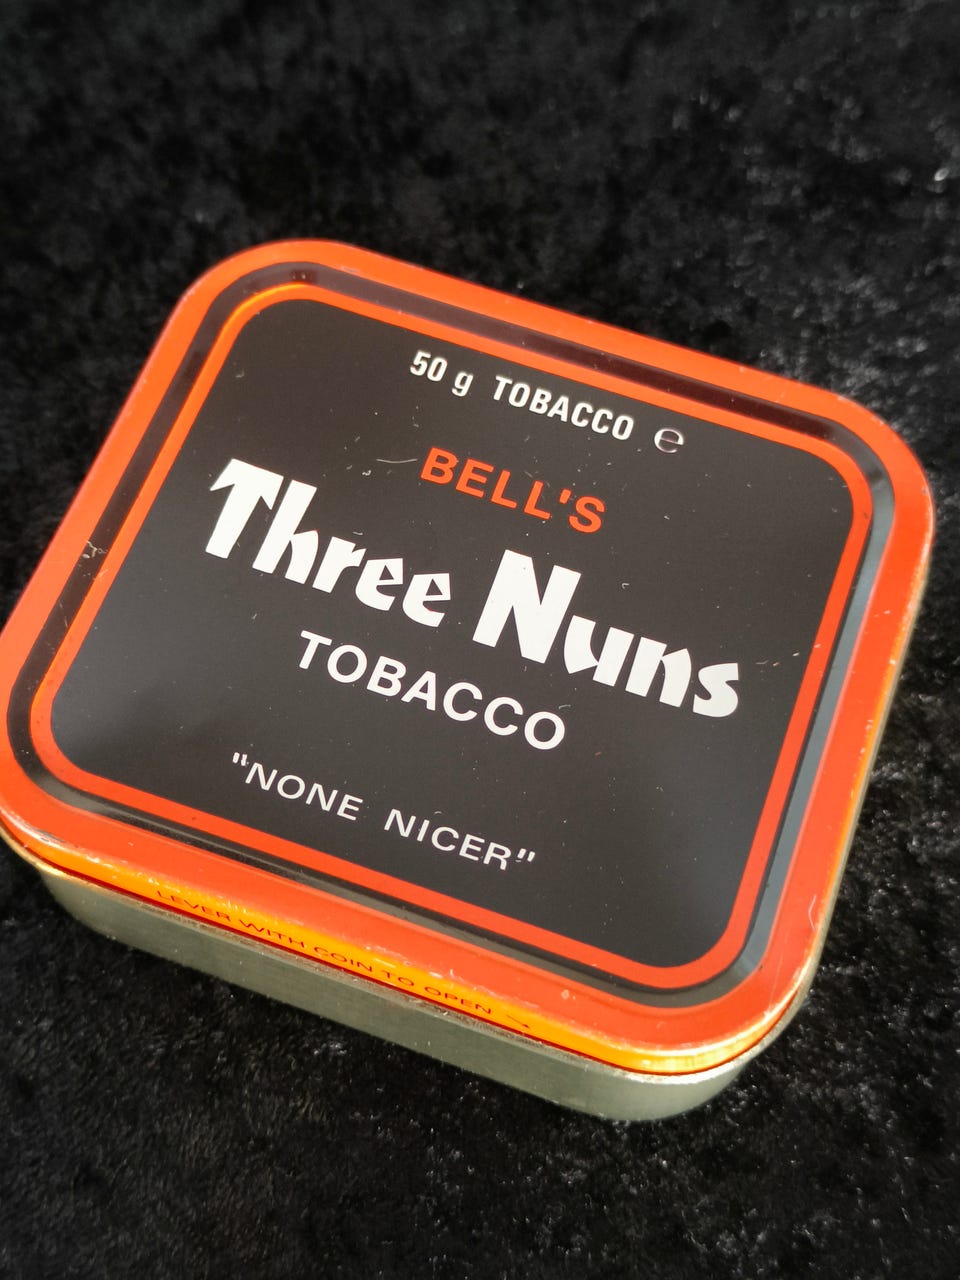 50 g TOBACCO ℮
BELL'S
Three Nuns
TOBACCO
"NONE NICER"
LEVER WITH COIN TO OPEN →